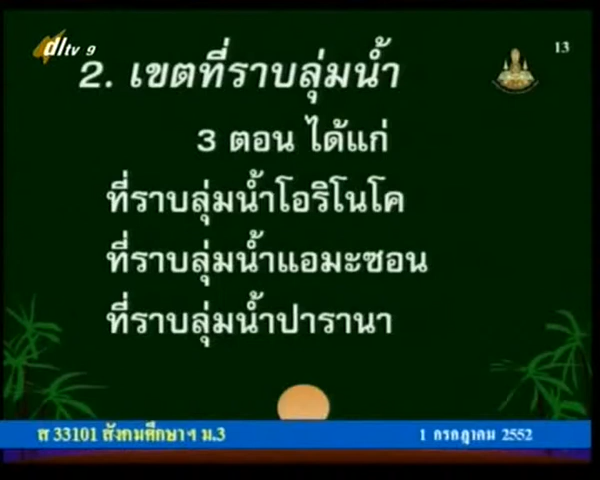 dltv 9
13
2. เขตที่ราบลุ่มน้ำ
3 ตอน ได้แก่
ที่ราบลุ่มน้ำโอริโนโค
ที่ราบลุ่มน้ำแอมะซอน
ที่ราบลุ่มน้ำปารานา
ส 33101 สังคมศึกษาฯ ม.3
1 กรกฎาคม 2552